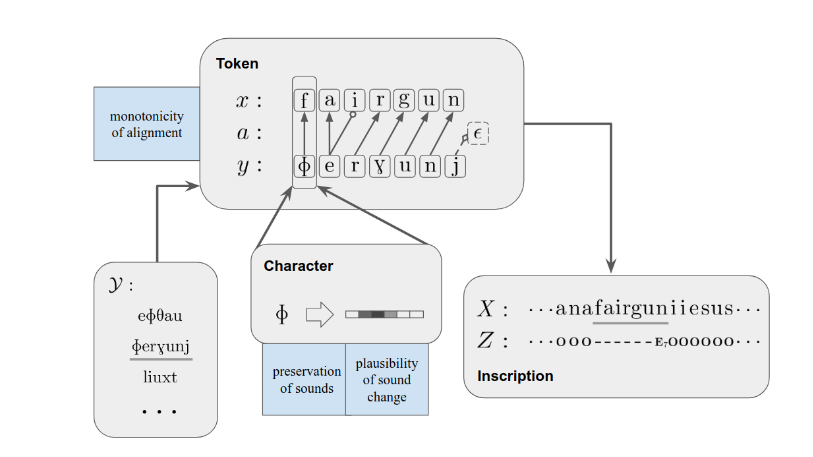 Token
monotonicity
of alignment
x : f a i r g u n
a : ϵ
y : ɸ e r ɣ u n j
Character
ɸ
preservation
of sounds
plausibility
of sound
change
𝒴 :
eɸθau
ɸerɣunj
liuxt
• • •
X : ···anafairguniiesus···
Z : ···ooo------E₇oooooo···
Inscription